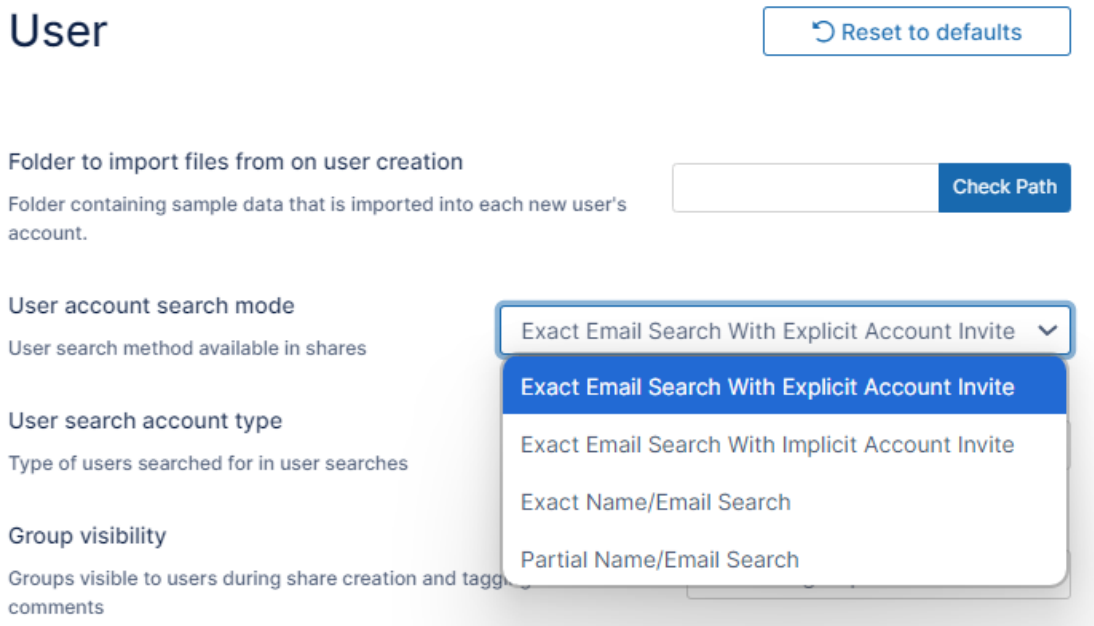 User
Reset to defaults
Folder to import files from on user creation
Check Path
Folder containing sample data that is imported into each new user's
account.
User account search mode
Exact Email Search With Explicit Account Invite
User search method available in shares
Exact Email Search With Explicit Account Invite
User search account type
Exact Email Search With Implicit Account Invite
Type of users searched for in user searches
Exact Name/Email Search
Group visibility
Partial Name/Email Search
Groups visible to users during share creation and
comments